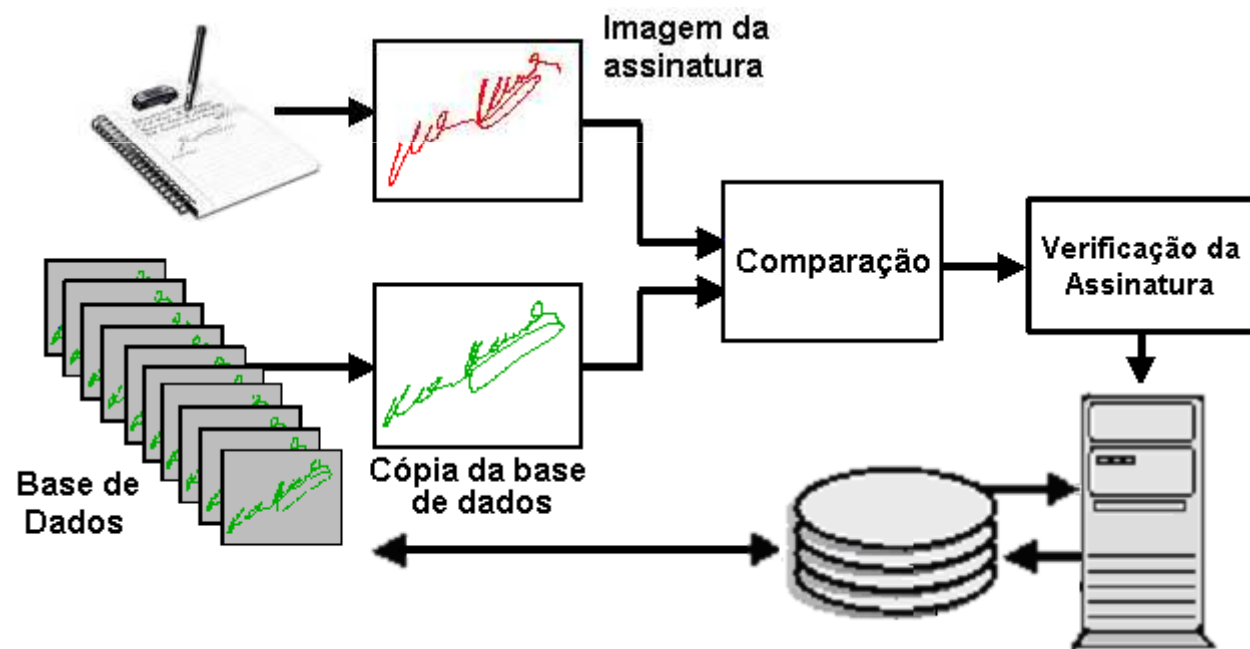 Imagem da
assinatura
Comparação
Verificação da
Assinatura
Base de
Dados
Cópia da base
de dados